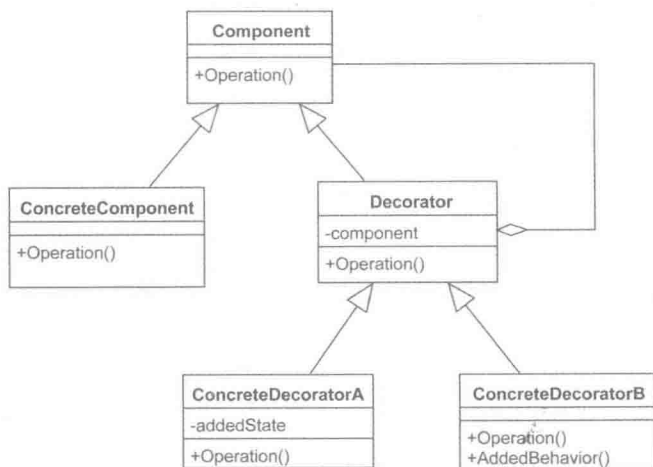 Component
+Operation()
ConcreteComponent
+Operation()
Decorator
-component
+Operation()
ConcreteDecoratorA
-addedState
+Operation()
ConcreteDecoratorB
+Operation()
+AddedBehavior()